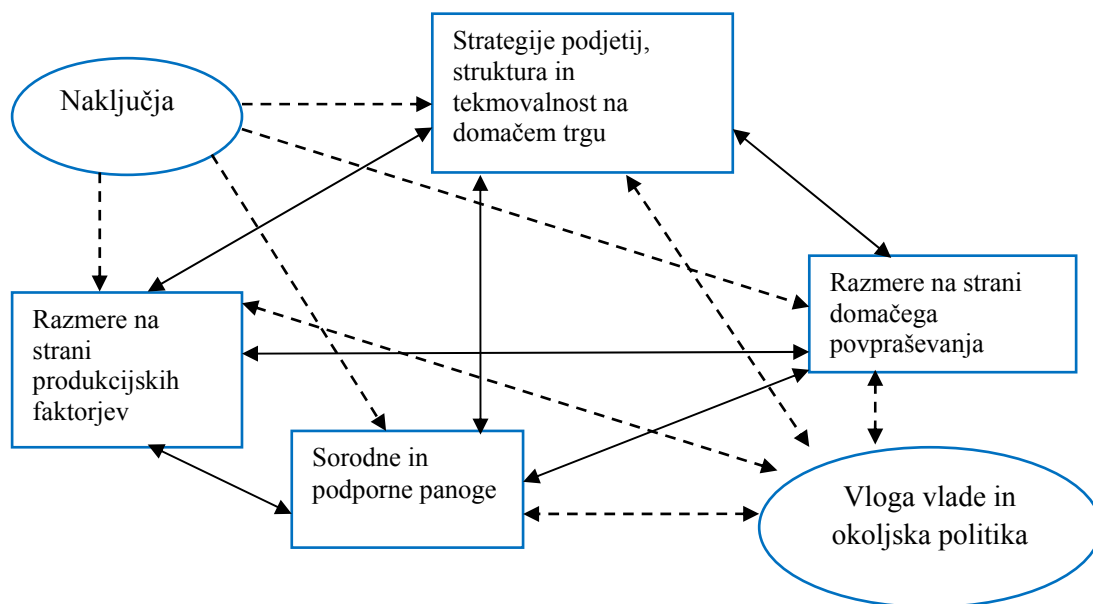 Naključja
Strategije podjetij,
struktura in
tekmovalnost na
domačem trgu
Razmere na strani
domačega
povpraševanja
Razmere na
strani
produkcijskih
faktorjev
Sorodne in
podporne panoge
Vloga vlade in
okoljska politika